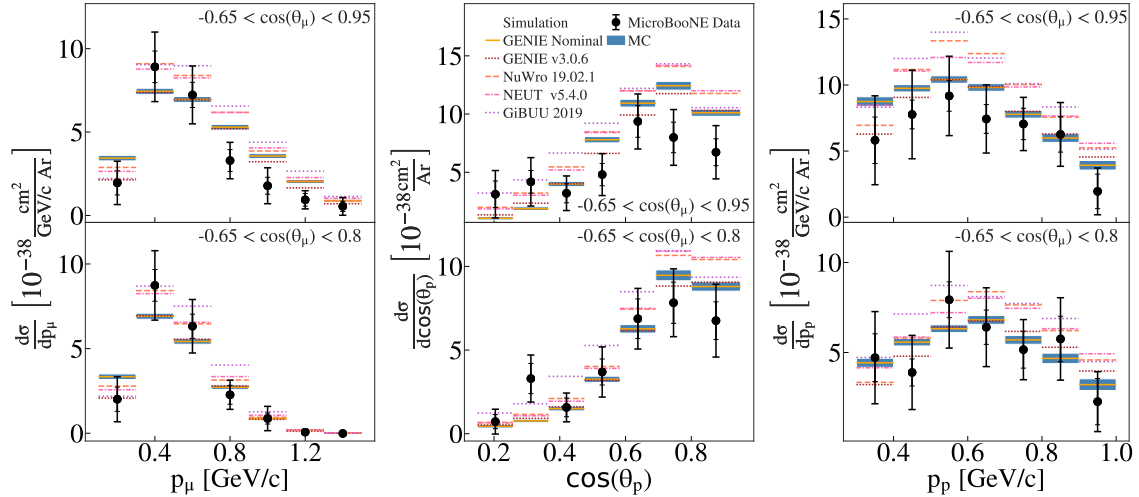 -0.65 < cos(θμ) < 0.95
10
5
0
dσ/dpμ [10⁻³⁸ cm²/GeV/c Ar]
-0.65 < cos(θμ) < 0.8
10
5
0
0.4 0.8 1.2
pμ [GeV/c]
Simulation
GENIE Nominal
GENIE v3.0.6
NuWro 19.02.1
NEUT v5.4.0
GiBUU 2019
MicroBooNE Data
MC
15
10
5
0
-0.65 < cos(θμ) < 0.95
dσ/dcos(θp) [10⁻³⁸ cm²/Ar]
-0.65 < cos(θμ) < 0.8
10
5
0
0.2 0.4 0.6 0.8
cos(θp)
-0.65 < cos(θμ) < 0.95
15
10
5
0
dσ/dpp [10⁻³⁸ cm²/GeV/c Ar]
-0.65 < cos(θμ) < 0.8
10
5
0.4 0.6 0.8 1.0
pp [GeV/c]